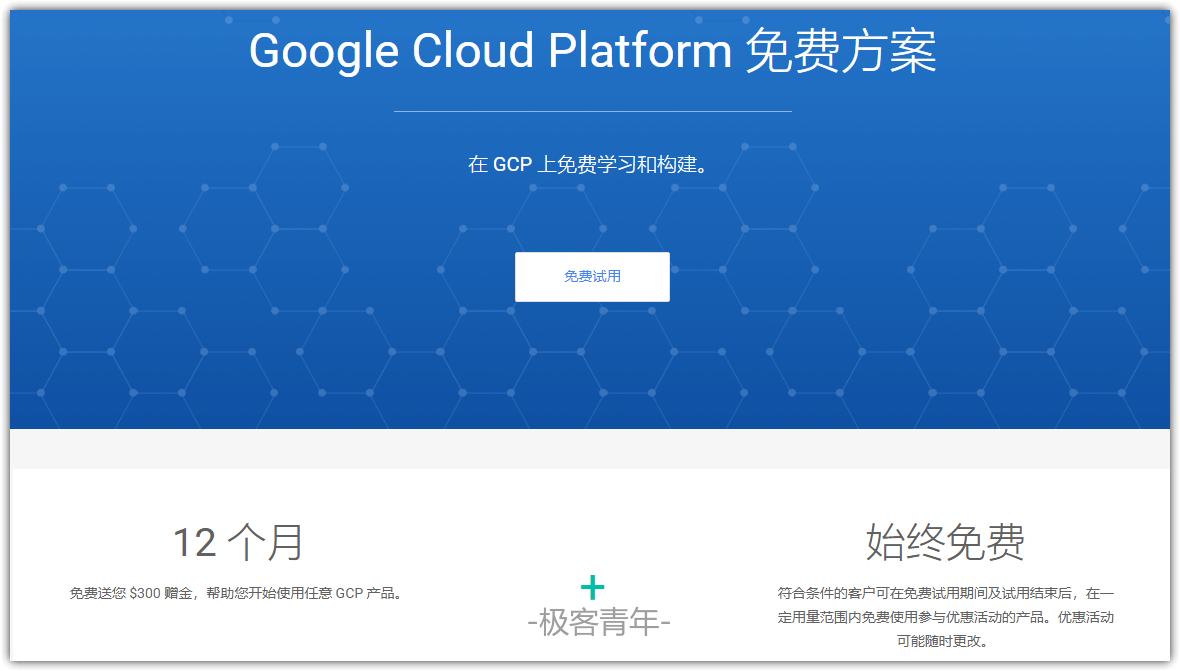 Google Cloud Platform 免费方案
在 GCP 上免费学习和构建。
免费试用
12 个月
免费送您 $300 赠金，帮助您开始使用任意 GCP 产品。
+
-极客青年-
始终免费
符合条件的客户可在免费试用期间及试用结束后，在一
定用量范围内免费使用参与优惠活动的产品。优惠活动
可能随时更改。